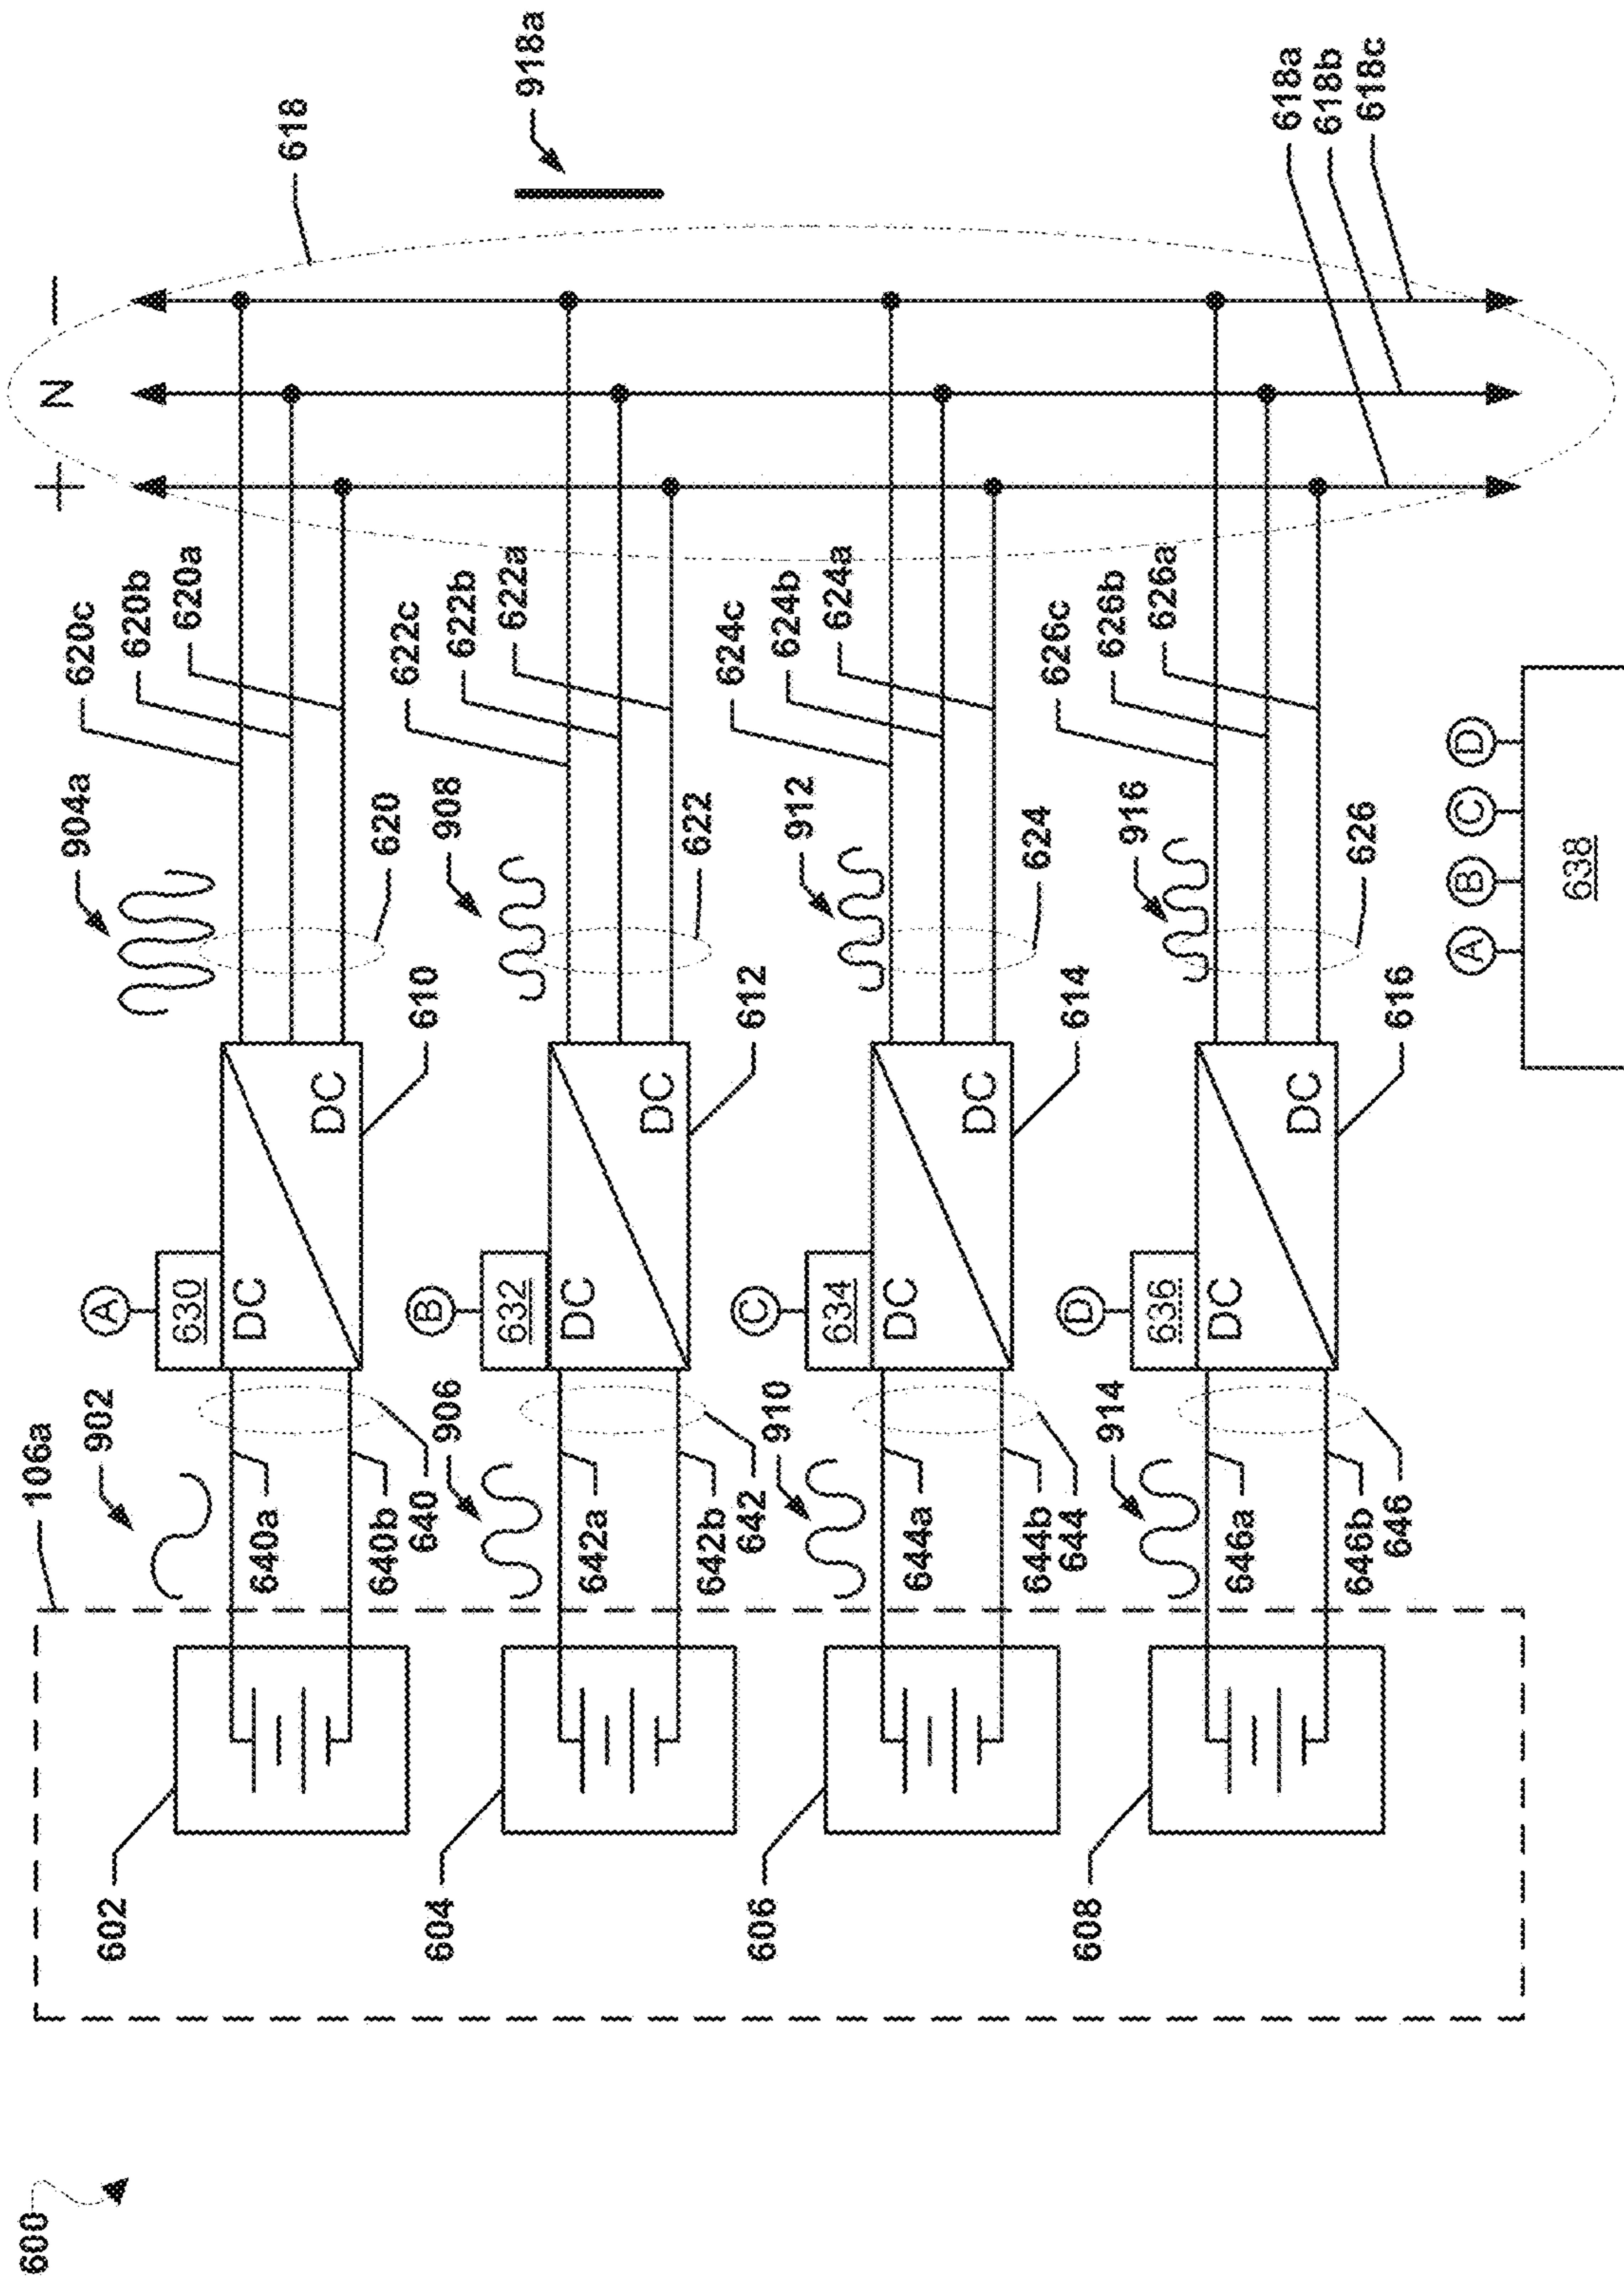 600
106a
602
604
606
608
902
640a
640b
640
906
642a
642b
642
910
644a
644b
644
914
646a
646b
646
A
630
DC
DC
610
B
632
DC
DC
612
C
634
DC
DC
614
D
636
DC
DC
616
904a
620
620c
620b
620a
908
622
622c
622b
622a
912
624
624c
624b
624a
916
626
626c
626b
626a
+
N
−
618
918a
618a
618b
618c
A
B
C
D
638